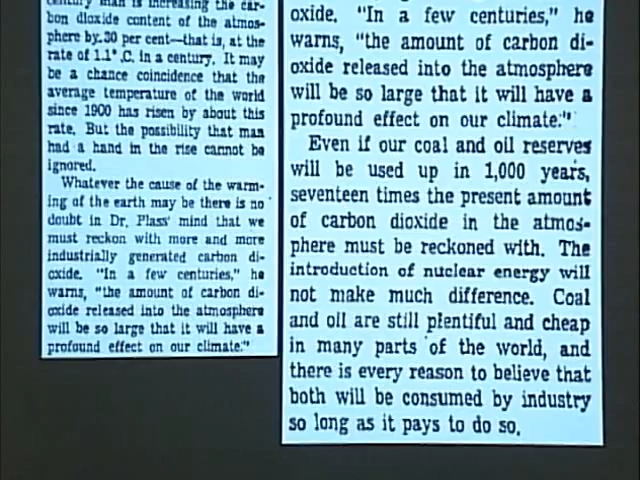 century man is increasing the car-
bon dioxide content of the atmos-
phere by 30 per cent—that is, at the
rate of 1.1° C. in a century. It may
be a chance coincidence that the
average temperature of the world
since 1900 has risen by about this
rate. But the possibility that man
had a hand in the rise cannot be
ignored.
Whatever the cause of the warm-
ing of the earth may be there is no
doubt in Dr. Plass' mind that we
must reckon with more and more
industrially generated carbon di-
oxide. "In a few centuries," he
warns, "the amount of carbon di-
oxide released into the atmosphere
will be so large that it will have a
profound effect on our climate."
oxide. "In a few centuries," he
warns, "the amount of carbon di-
oxide released into the atmosphere
will be so large that it will have a
profound effect on our climate."
Even if our coal and oil reserves
will be used up in 1,000 years,
seventeen times the present amount
of carbon dioxide in the atmos-
phere must be reckoned with. The
introduction of nuclear energy will
not make much difference. Coal
and oil are still plentiful and cheap
in many parts of the world, and
there is every reason to believe that
both will be consumed by industry
so long as it pays to do so.